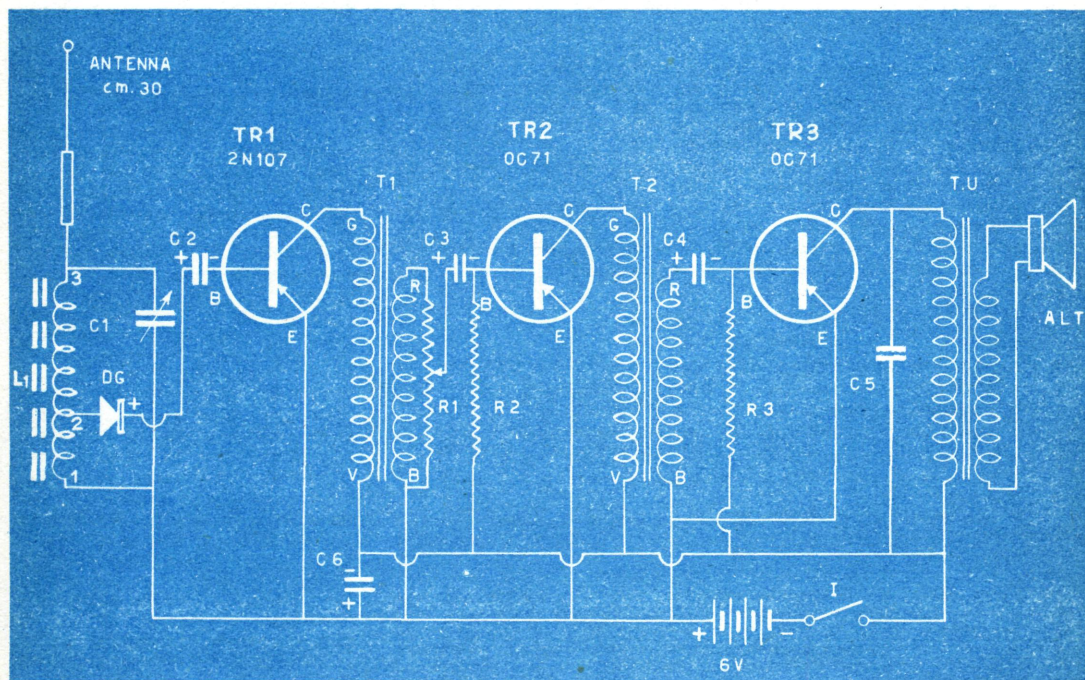 ANTENNA
cm. 30
TR1
2N107
TR2
OC71
TR3
OC71
T1
T2
T.U
C
C
C
G
G
C2
+ -
C3
+ -
C4
+ -
3
B
R
B
R
B
C1
E
E
E
ALT
L1
DG
+
C5
R1
R2
R3
2
1
V
B
V
B
C6
-
+
I
+ -
6V